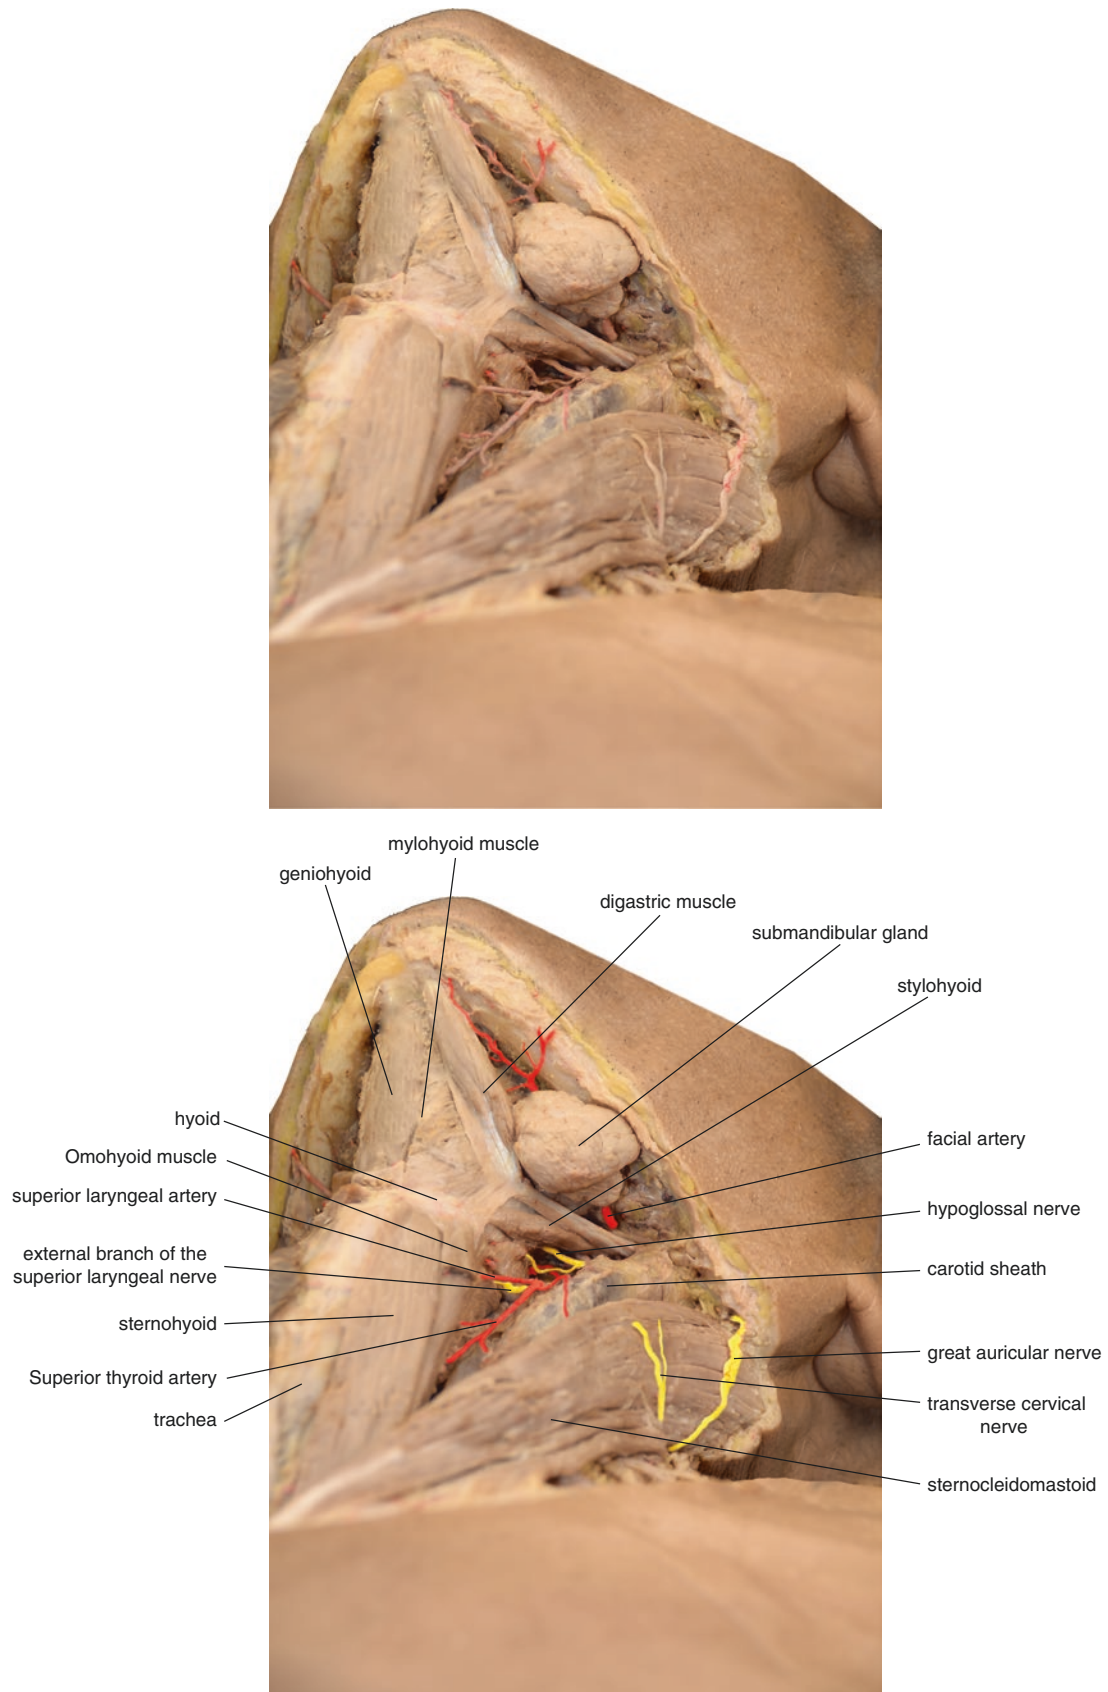 mylohyoid muscle
geniohyoid
digastric muscle
submandibular gland
stylohyoid
hyoid
Omohyoid muscle
superior laryngeal artery
external branch of the
superior laryngeal nerve
sternohyoid
Superior thyroid artery
trachea
facial artery
hypoglossal nerve
carotid sheath
great auricular nerve
transverse cervical
nerve
sternocleidomastoid